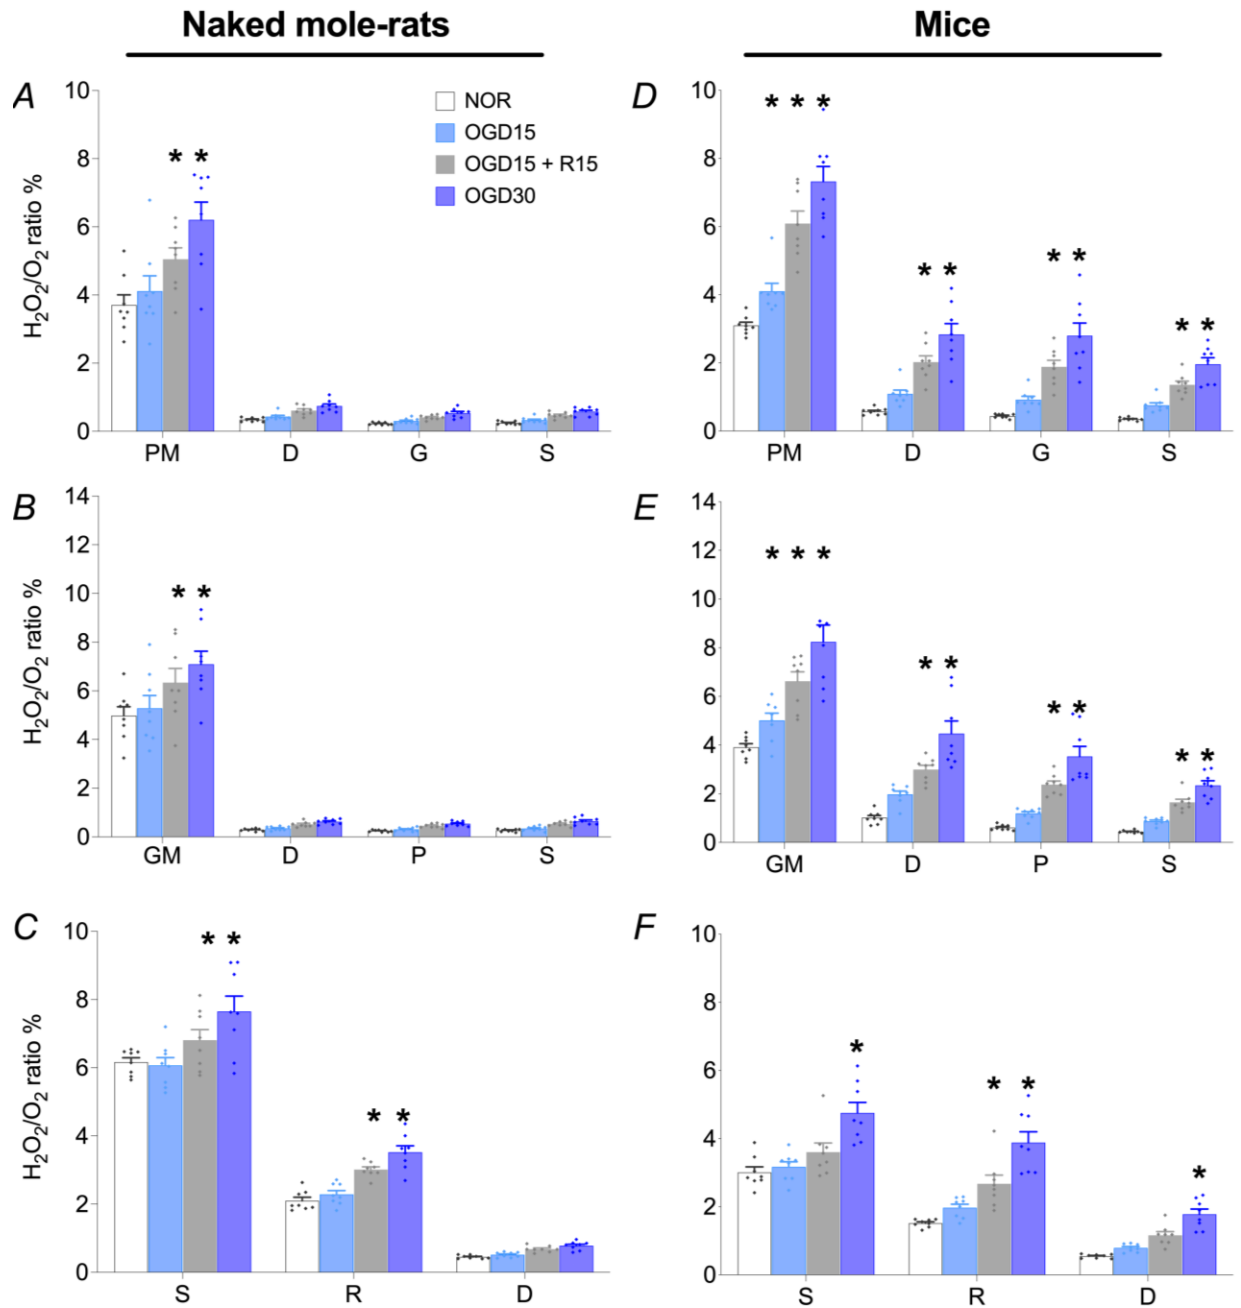 Naked mole-rats
Mice
A
10
8
6
4
2
0
H₂O₂/O₂ ratio %
* *
NOR
OGD15
OGD15 + R15
OGD30
PM D G S
D
10
8
6
4
2
0
* * *
* *
* *
* *
PM D G S
B
14
12
10
8
6
4
2
0
H₂O₂/O₂ ratio %
* *
GM D P S
E
14
12
10
8
6
4
2
0
* * *
* *
* *
* *
GM D P S
C
10
8
6
4
2
0
H₂O₂/O₂ ratio %
* *
* *
S R D
F
10
8
6
4
2
0
*
* *
*
S R D